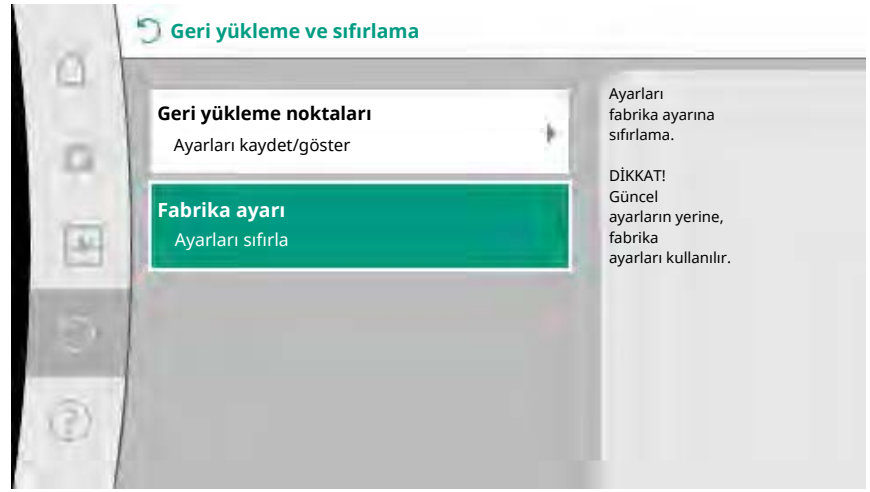 Geri yükleme ve sıfırlama
Geri yükleme noktaları
Ayarları kaydet/göster
Fabrika ayarı
Ayarları sıfırla
Ayarları
fabrika ayarına
sıfırlama.
DİKKAT!
Güncel
ayarların yerine,
fabrika
ayarları kullanılır.